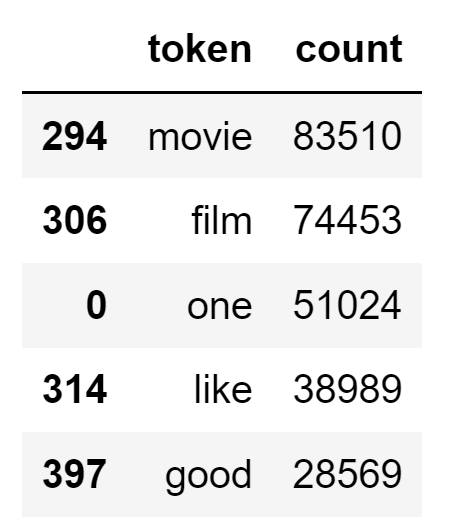 token count
294 movie 83510
306 film 74453
0 one 51024
314 like 38989
397 good 28569